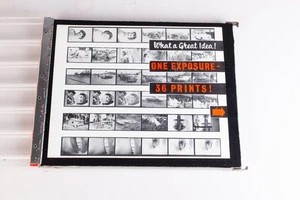 What a Great Idea!
ONE EXPOSURE-
36 PRINTS!